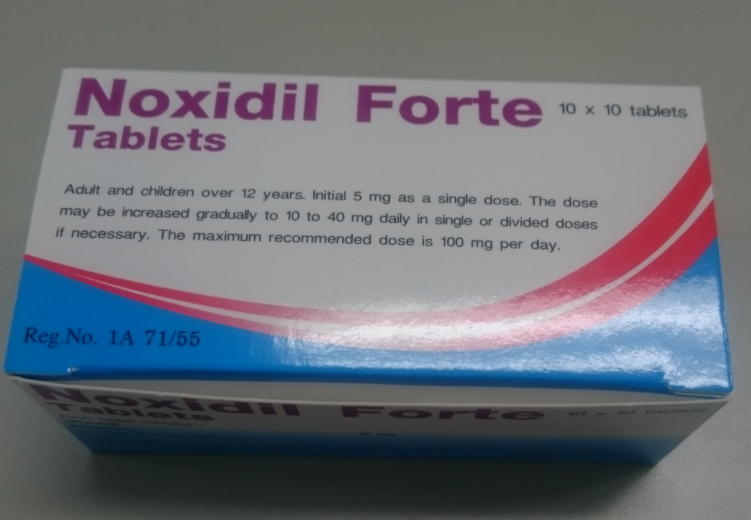 Noxidil Forte 10 x 10 tablets
Tablets
Adult and children over 12 years. Initial 5 mg as a single dose. The dose
may be increased gradually to 10 to 40 mg daily in single or divided doses
if necessary. The maximum recommended dose is 100 mg per day.
Reg.No. 1A 71/55
Noxidil Forte 10 x 10 tablets
Tablets